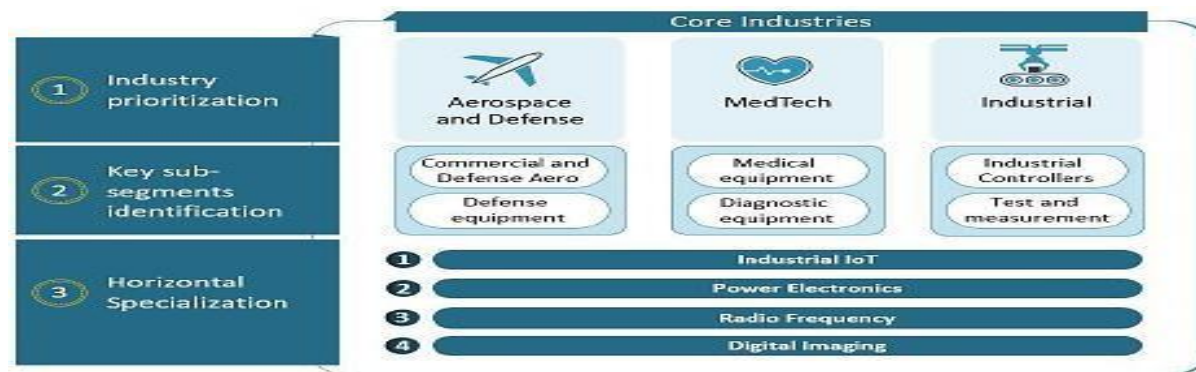 Core Industries
1
Industry
prioritization
Aerospace
and Defense
MedTech
Industrial
2
Key sub-
segments
identification
Commercial and
Defense Aero
Defense
equipment
Medical
equipment
Diagnostic
equipment
Industrial
Controllers
Test and
measurement
3
Horizontal
Specialization
1 Industrial IoT
2 Power Electronics
3 Radio Frequency
4 Digital Imaging